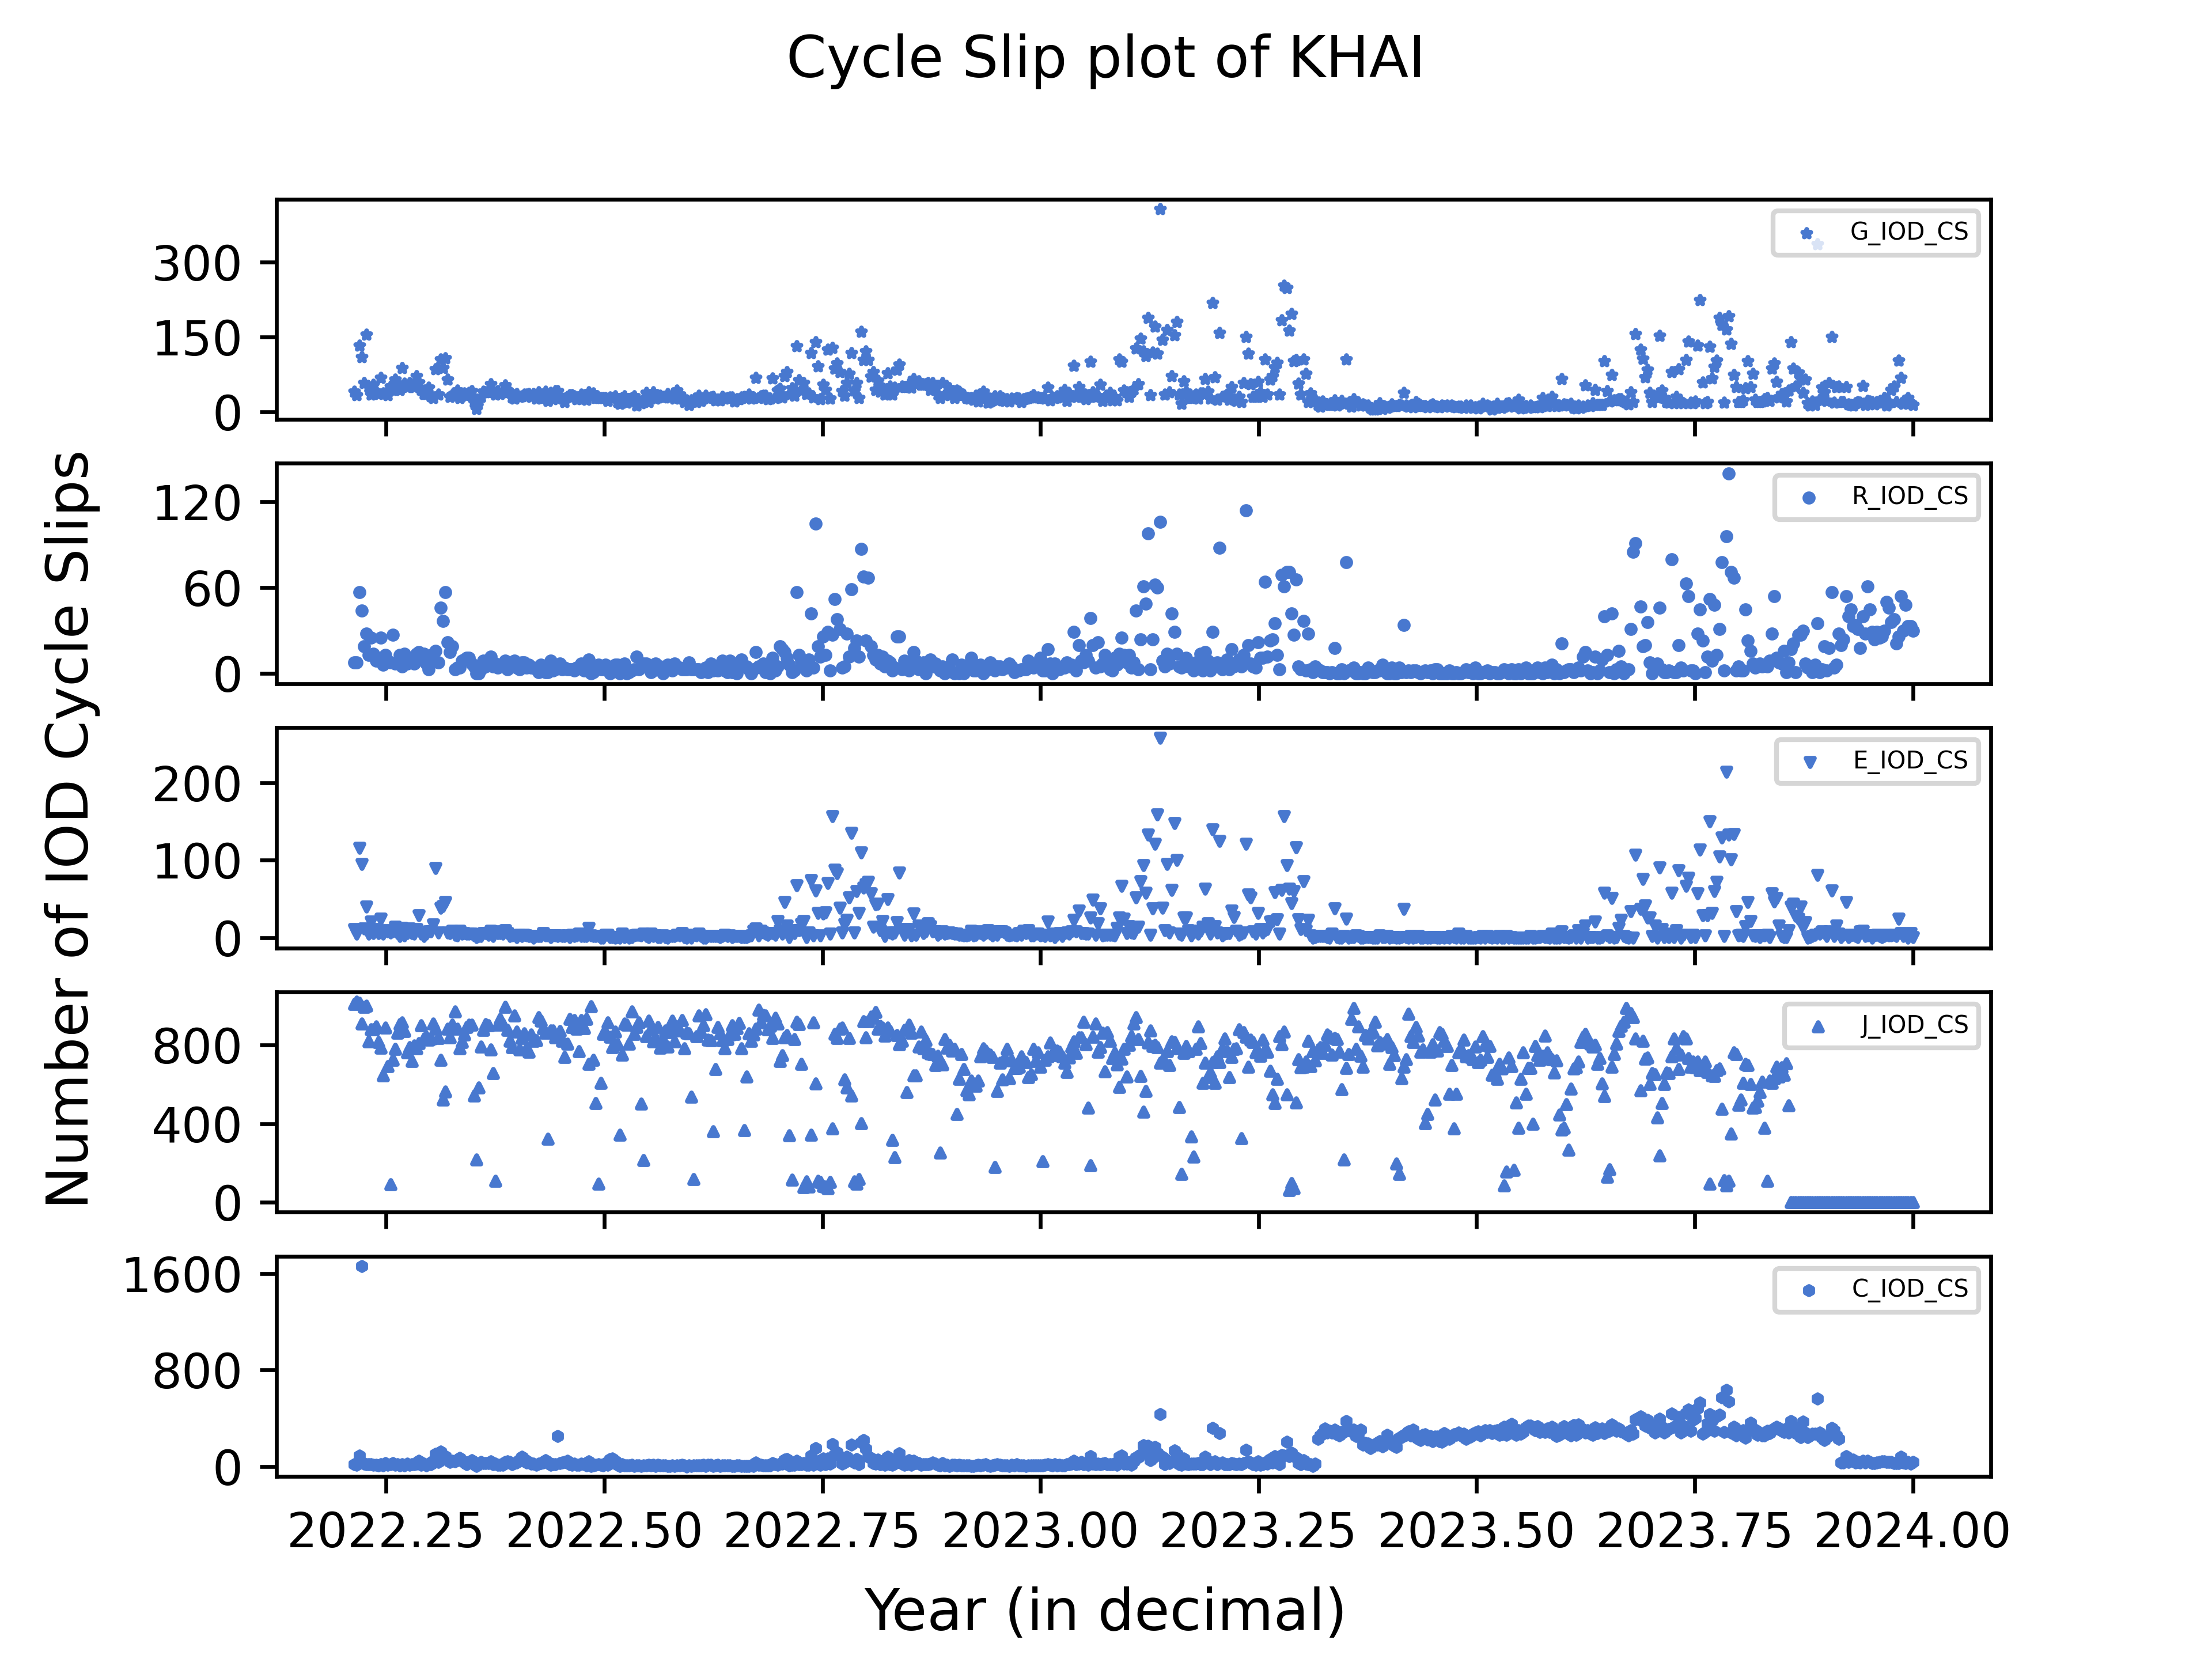 Cycle Slip plot of KHAI
Number of IOD Cycle Slips
300
150
0
G_IOD_CS
120
60
0
R_IOD_CS
200
100
0
E_IOD_CS
800
400
0
J_IOD_CS
1600
800
0
C_IOD_CS
2022.25 2022.50 2022.75 2023.00 2023.25 2023.50 2023.75 2024.00
Year (in decimal)